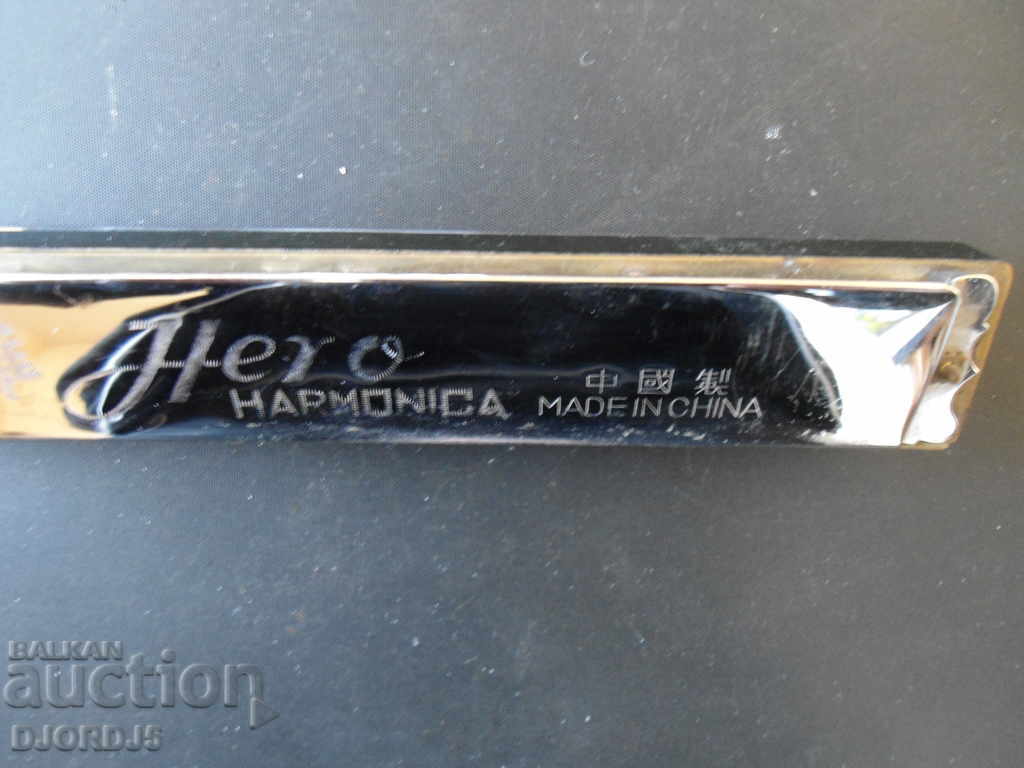 Hero
HARMONICA
中國製
MADE IN CHINA
BALKAN
auction
DJORDJ5